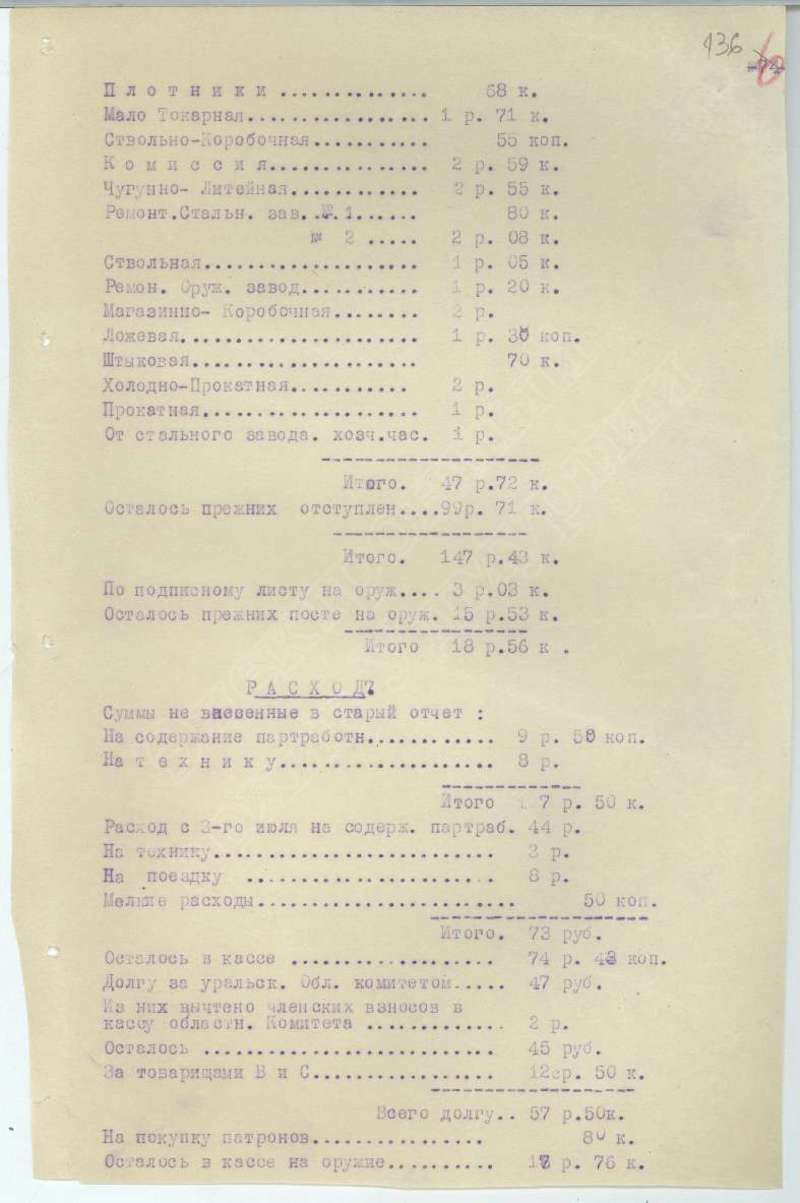 136
П л о т н и к и .............. 68 к.
Мало Токарная................. 1 р. 71 к.
Ствольно-Коробочная........... 55 коп.
К о м и с с и я............... 2 р. 59 к.
Чугунно- Литейная............ 2 р. 55 к.
Ремонт.Стальн. зав. № 1...... 80 к.
№ 2 ..... 2 р. 08 к.
Ствольная.................... 1 р. 05 к.
Ремон. Оруж. завод........... 1 р. 20 к.
Магазинно- Коробочная........ 2 р.
Ложевая...................... 1 р. 30 коп.
Штыковая..................... 70 к.
Холодно-Прокатная........... 2 р.
Прокатная.................... 1 р.
От стального завода. хозч.час. 1 р.
Итого. 47 р.72 к.
Осталось прежних отступлен....99р. 71 к.
Итого. 147 р.43 к.
По подписному листу на оруж.... 3 р.03 к.
Осталось прежних посте на оруж. 15 р.53 к.
Итого 18 р.56 к .
Р А С Х О Д
Суммы не внесенные в старый отчет :
На содержание партработн............ 9 р. 50 коп.
На т е х н и к у.................... 8 р.
Итого 17 р. 50 к.
Расход с 2-го июля на содерж. партраб. 44 р.
На технику.......................... 3 р.
На поездку ....................... 8 р.
Мелкие расходы........................ 50 коп.
Итого. 73 руб.
Осталось в кассе ................... 74 р. 43 коп.
Долгу за уральск. Обл. комитетом..... 47 руб.
Из них вычтено членских взносов в
кассу областн. Комитета ............. 2 р.
Осталось ........................... 45 руб.
За товарищами В и С................. 12 р. 50 к.
Всего долгу.. 57 р.50к.
На покупку патронов................ 80 к.
Осталось в кассе на оружие.......... 17 р. 76 к.